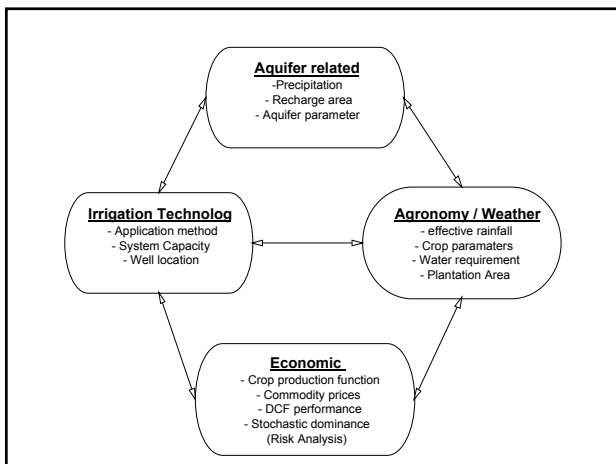 Aquifer related
-Precipitation
- Recharge area
- Aquifer parameter
Irrigation Technolog
- Application method
- System Capacity
- Well location
Agronomy / Weather
- effective rainfall
- Crop paramaters
- Water requirement
- Plantation Area
Economic
- Crop production function
- Commodity prices
- DCF performance
- Stochastic dominance
(Risk Analysis)